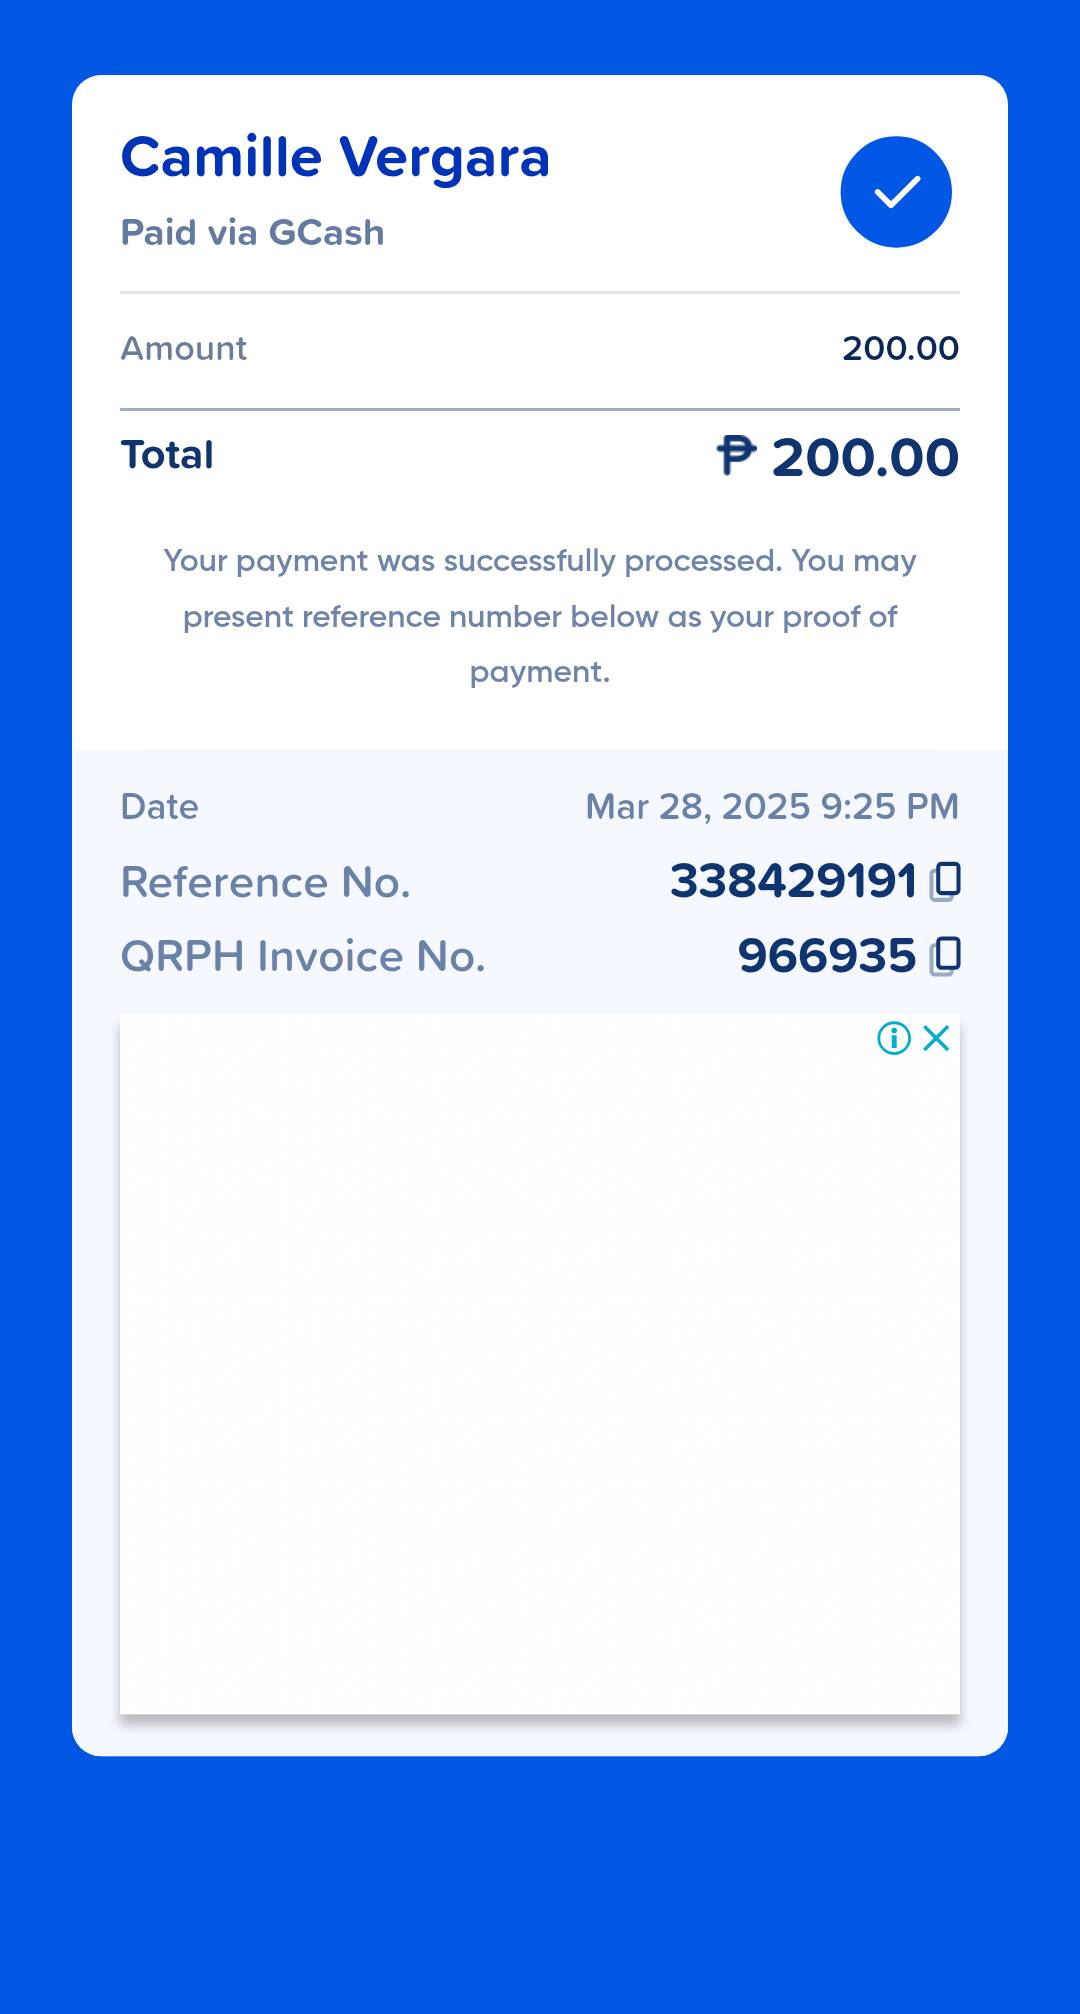 Camille Vergara
Paid via GCash
Amount 200.00
Total ₱ 200.00
Your payment was successfully processed. You may
present reference number below as your proof of
payment.
Date Mar 28, 2025 9:25 PM
Reference No. 338429191
QRPH Invoice No. 966935